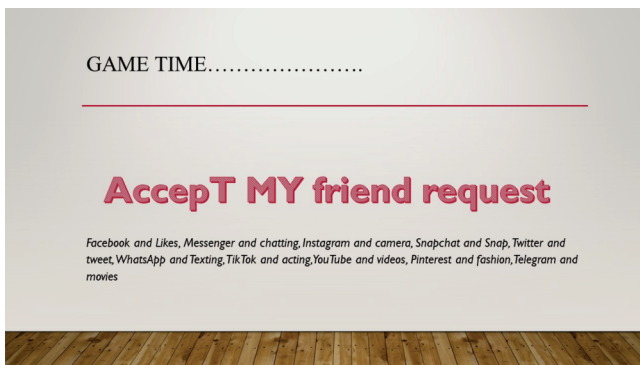 GAME TIME………………….
AccepT MY friend request
Facebook and Likes, Messenger and chatting, Instagram and camera, Snapchat and Snap, Twitter and
tweet, WhatsApp and Texting, TikTok and acting,YouTube and videos, Pinterest and fashion,Telegram and
movies